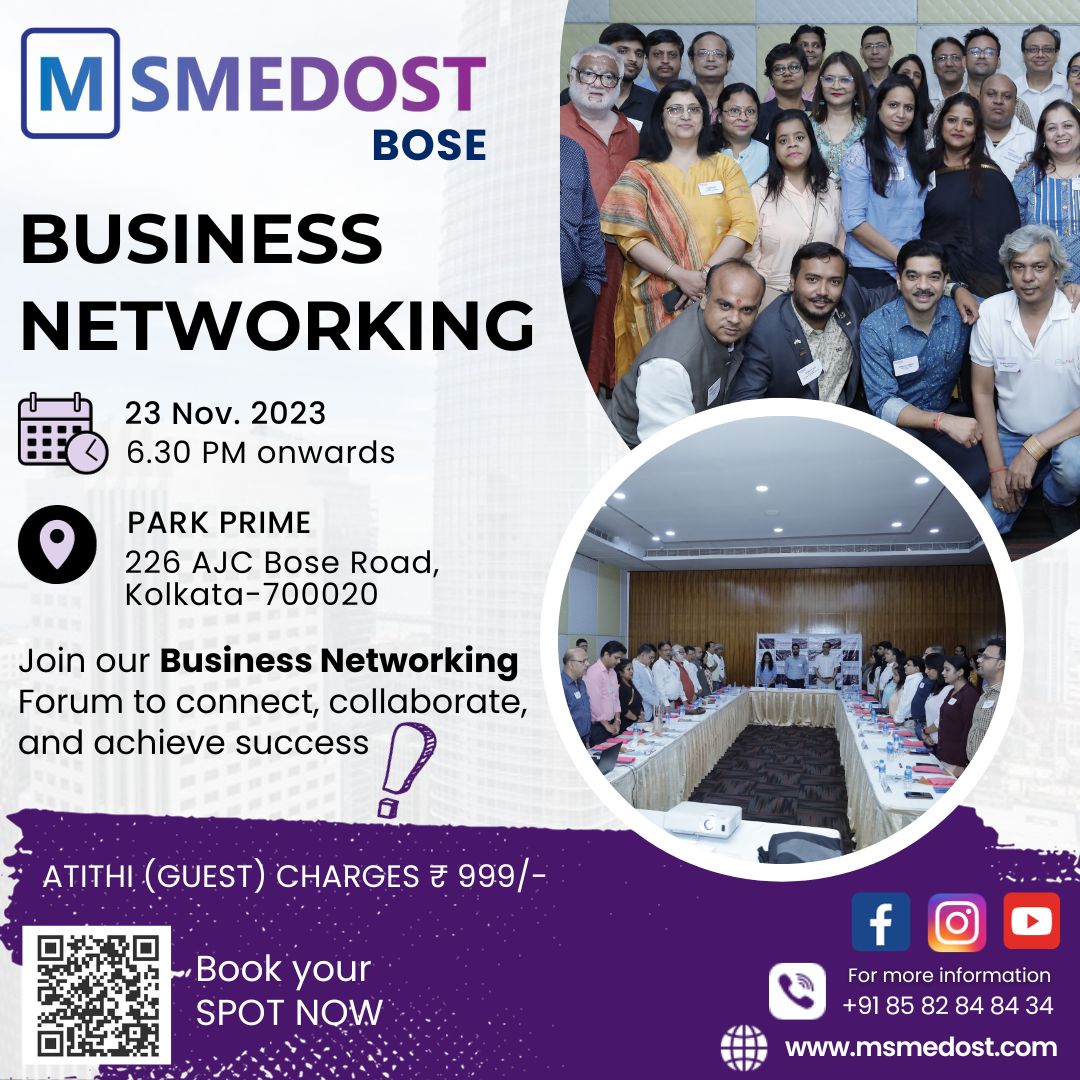 MSMEDOST
BOSE
BUSINESS
NETWORKING
23 Nov. 2023
6.30 PM onwards
PARK PRIME
226 AJC Bose Road,
Kolkata-700020
Join our Business Networking
Forum to connect, collaborate,
and achieve success
ATITHI (GUEST) CHARGES ₹ 999/-
Book your
SPOT NOW
For more information
+91 85 82 84 84 34
www.msmedost.com